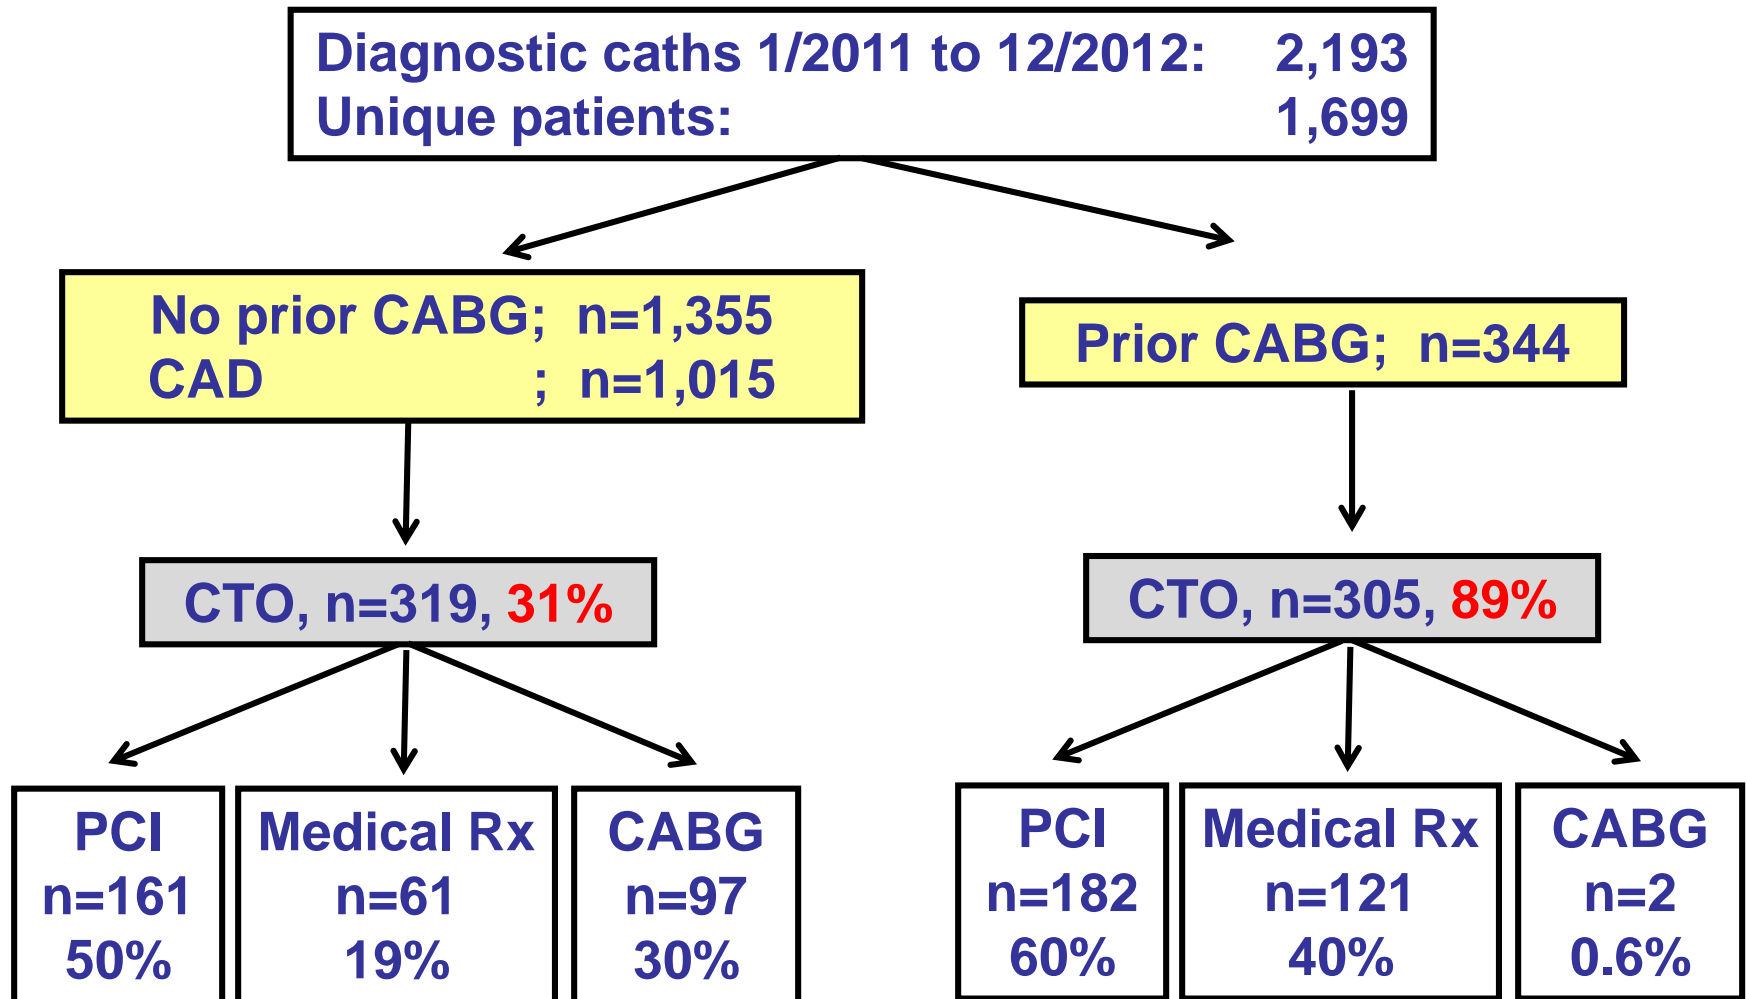 Diagnostic caths 1/2011 to 12/2012: 2,193
Unique patients: 1,699
No prior CABG; n=1,355
CAD ; n=1,015
Prior CABG; n=344
CTO, n=319, 31%
CTO, n=305, 89%
PCI
n=161
50%
Medical Rx
n=61
19%
CABG
n=97
30%
PCI
n=182
60%
Medical Rx
n=121
40%
CABG
n=2
0.6%